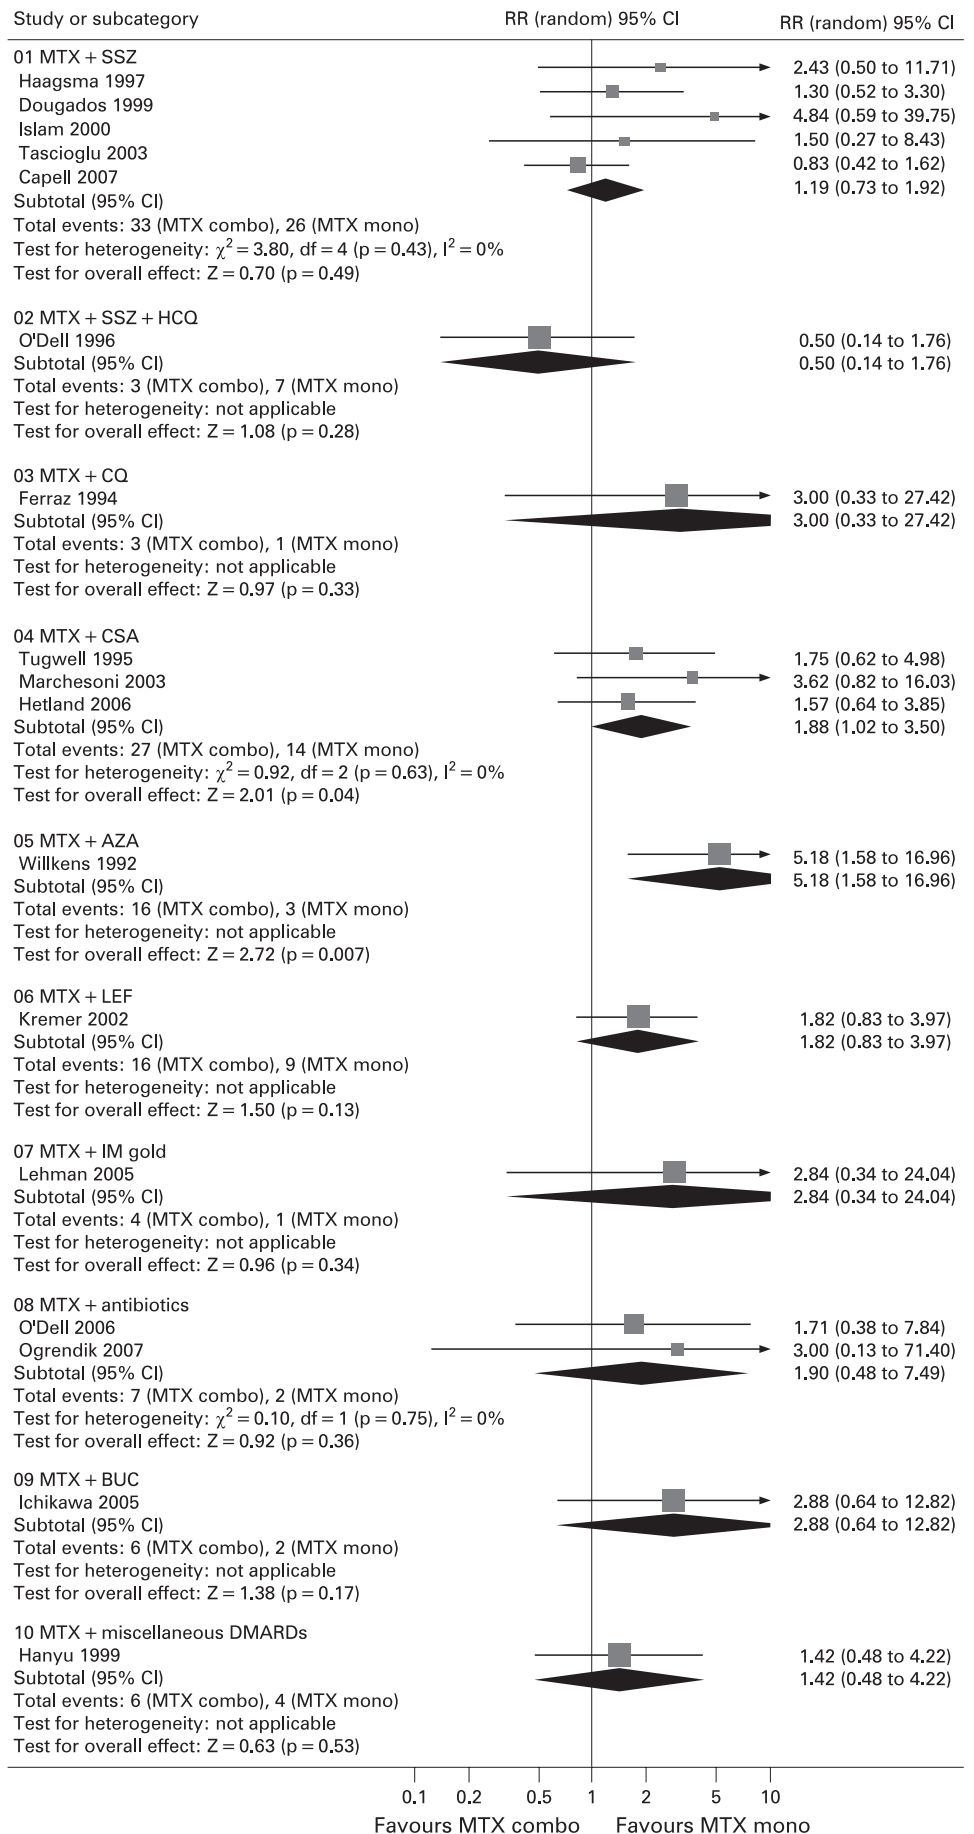 Study or subcategory RR (random) 95% CI RR (random) 95% CI
01 MTX + SSZ
Haagsma 1997 2.43 (0.50 to 11.71)
Dougados 1999 1.30 (0.52 to 3.30)
Islam 2000 4.84 (0.59 to 39.75)
Tascioglu 2003 1.50 (0.27 to 8.43)
Capell 2007 0.83 (0.42 to 1.62)
Subtotal (95% CI) 1.19 (0.73 to 1.92)
Total events: 33 (MTX combo), 26 (MTX mono)
Test for heterogeneity: χ² = 3.80, df = 4 (p = 0.43), I² = 0%
Test for overall effect: Z = 0.70 (p = 0.49)
02 MTX + SSZ + HCQ
O'Dell 1996 0.50 (0.14 to 1.76)
Subtotal (95% CI) 0.50 (0.14 to 1.76)
Total events: 3 (MTX combo), 7 (MTX mono)
Test for heterogeneity: not applicable
Test for overall effect: Z = 1.08 (p = 0.28)
03 MTX + CQ
Ferraz 1994 3.00 (0.33 to 27.42)
Subtotal (95% CI) 3.00 (0.33 to 27.42)
Total events: 3 (MTX combo), 1 (MTX mono)
Test for heterogeneity: not applicable
Test for overall effect: Z = 0.97 (p = 0.33)
04 MTX + CSA
Tugwell 1995 1.75 (0.62 to 4.98)
Marchesoni 2003 3.62 (0.82 to 16.03)
Hetland 2006 1.57 (0.64 to 3.85)
Subtotal (95% CI) 1.88 (1.02 to 3.50)
Total events: 27 (MTX combo), 14 (MTX mono)
Test for heterogeneity: χ² = 0.92, df = 2 (p = 0.63), I² = 0%
Test for overall effect: Z = 2.01 (p = 0.04)
05 MTX + AZA
Willkens 1992 5.18 (1.58 to 16.96)
Subtotal (95% CI) 5.18 (1.58 to 16.96)
Total events: 16 (MTX combo), 3 (MTX mono)
Test for heterogeneity: not applicable
Test for overall effect: Z = 2.72 (p = 0.007)
06 MTX + LEF
Kremer 2002 1.82 (0.83 to 3.97)
Subtotal (95% CI) 1.82 (0.83 to 3.97)
Total events: 16 (MTX combo), 9 (MTX mono)
Test for heterogeneity: not applicable
Test for overall effect: Z = 1.50 (p = 0.13)
07 MTX + IM gold
Lehman 2005 2.84 (0.34 to 24.04)
Subtotal (95% CI) 2.84 (0.34 to 24.04)
Total events: 4 (MTX combo), 1 (MTX mono)
Test for heterogeneity: not applicable
Test for overall effect: Z = 0.96 (p = 0.34)
08 MTX + antibiotics
O'Dell 2006 1.71 (0.38 to 7.84)
Ogrendik 2007 3.00 (0.13 to 71.40)
Subtotal (95% CI) 1.90 (0.48 to 7.49)
Total events: 7 (MTX combo), 2 (MTX mono)
Test for heterogeneity: χ² = 0.10, df = 1 (p = 0.75), I² = 0%
Test for overall effect: Z = 0.92 (p = 0.36)
09 MTX + BUC
Ichikawa 2005 2.88 (0.64 to 12.82)
Subtotal (95% CI) 2.88 (0.64 to 12.82)
Total events: 6 (MTX combo), 2 (MTX mono)
Test for heterogeneity: not applicable
Test for overall effect: Z = 1.38 (p = 0.17)
10 MTX + miscellaneous DMARDs
Hanyu 1999 1.42 (0.48 to 4.22)
Subtotal (95% CI) 1.42 (0.48 to 4.22)
Total events: 6 (MTX combo), 4 (MTX mono)
Test for heterogeneity: not applicable
Test for overall effect: Z = 0.63 (p = 0.53)
0.1 0.2 0.5 1 2 5 10
Favours MTX combo Favours MTX mono